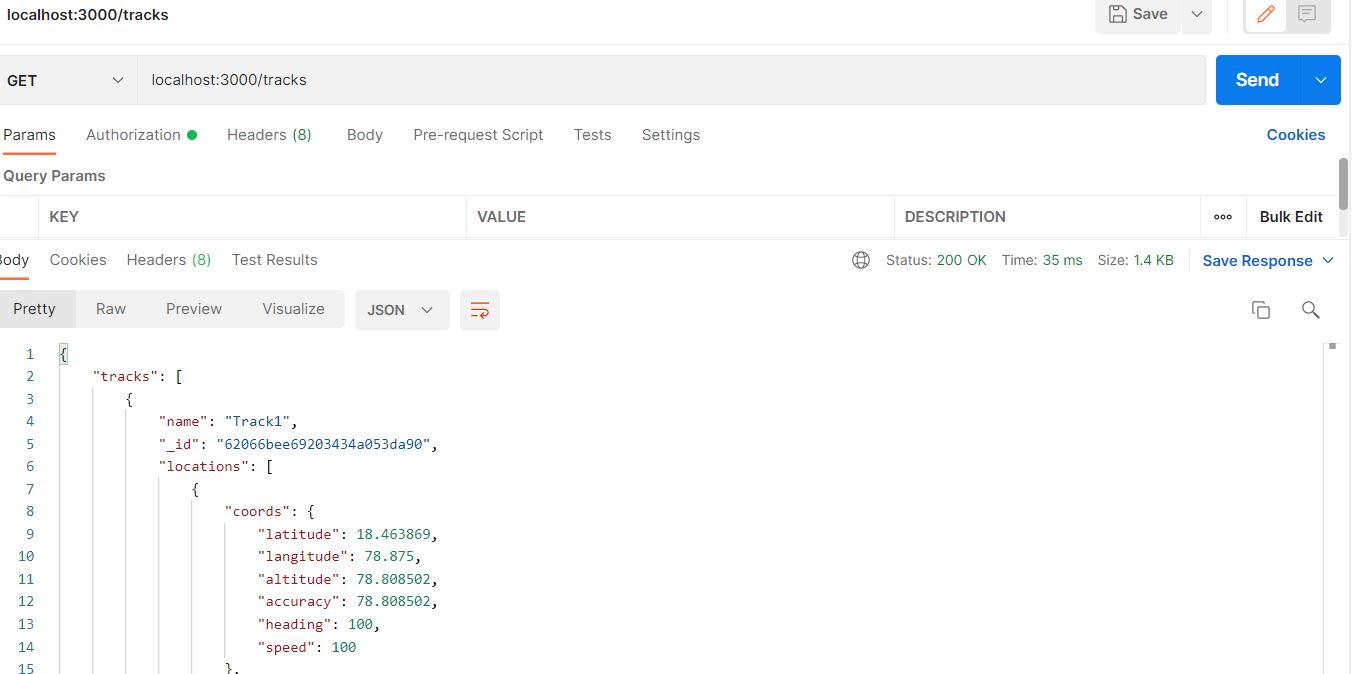 localhost:3000/tracks
Save
GET localhost:3000/tracks Send
Params Authorization Headers (8) Body Pre-request Script Tests Settings Cookies
Query Params
KEY VALUE DESCRIPTION ooo Bulk Edit
Body Cookies Headers (8) Test Results Status: 200 OK Time: 35 ms Size: 1.4 KB Save Response
Pretty Raw Preview Visualize JSON
1 {
2 "tracks": [
3 {
4 "name": "Track1",
5 "_id": "62066bee69203434a053da90",
6 "locations": [
7 {
8 "coords": {
9 "latitude": 18.463869,
10 "langitude": 78.875,
11 "altitude": 78.808502,
12 "accuracy": 78.808502,
13 "heading": 100,
14 "speed": 100
15 },